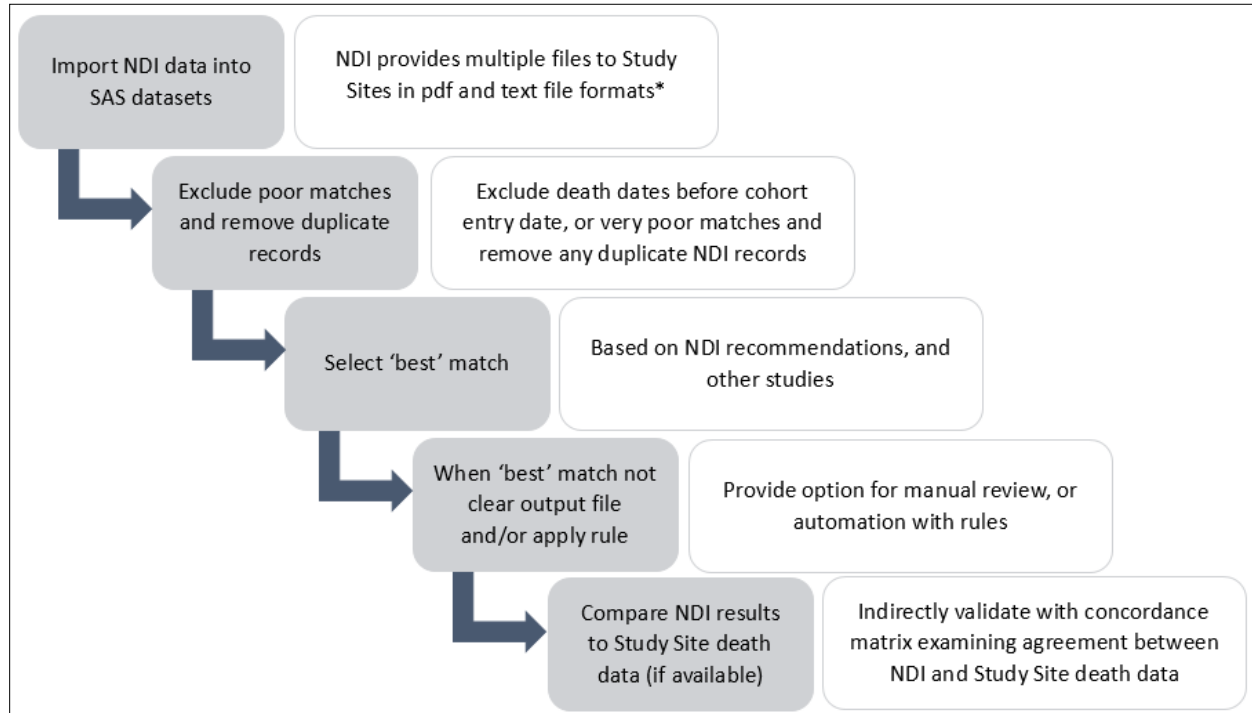 Import NDI data into
SAS datasets
NDI provides multiple files to Study
Sites in pdf and text file formats*
Exclude poor matches
and remove duplicate
records
Exclude death dates before cohort
entry date, or very poor matches and
remove any duplicate NDI records
Select ‘best’ match
Based on NDI recommendations, and
other studies
When ‘best’ match not
clear output file
and/or apply rule
Provide option for manual review, or
automation with rules
Compare NDI results
to Study Site death
data (if available)
Indirectly validate with concordance
matrix examining agreement between
NDI and Study Site death data